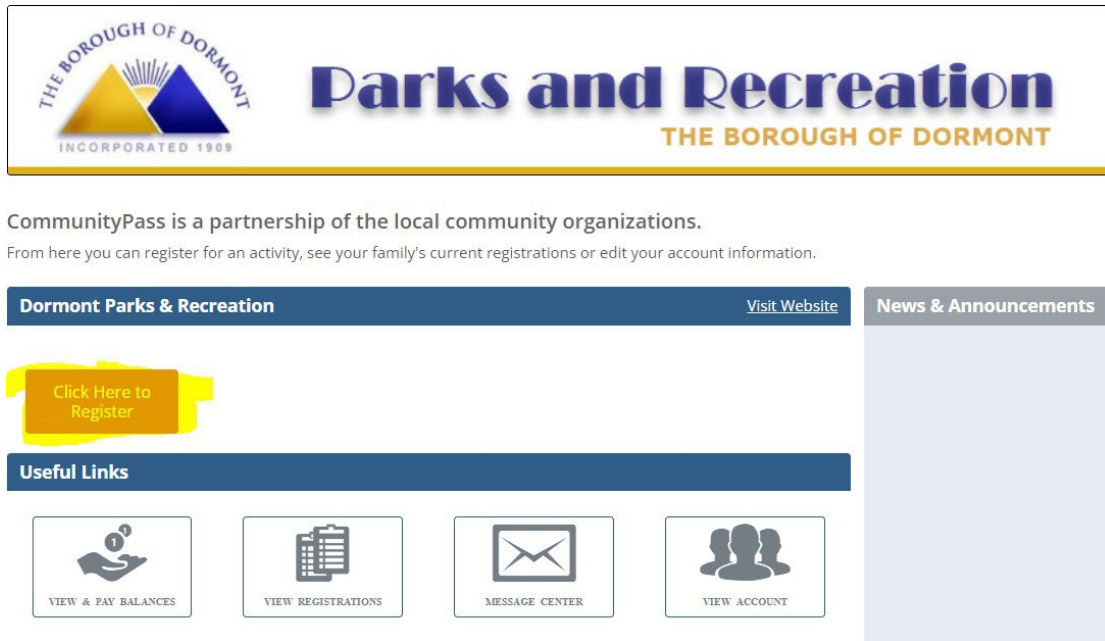 THE BOROUGH OF DORMONT
INCORPORATED 1909
Parks and Recreation
THE BOROUGH OF DORMONT
CommunityPass is a partnership of the local community organizations.
From here you can register for an activity, see your family's current registrations or edit your account information.
Dormont Parks & Recreation
Visit Website
News & Announcements
Click Here to
Register
Useful Links
1
1
VIEW & PAY BALANCES
VIEW REGISTRATIONS
MESSAGE CENTER
VIEW ACCOUNT